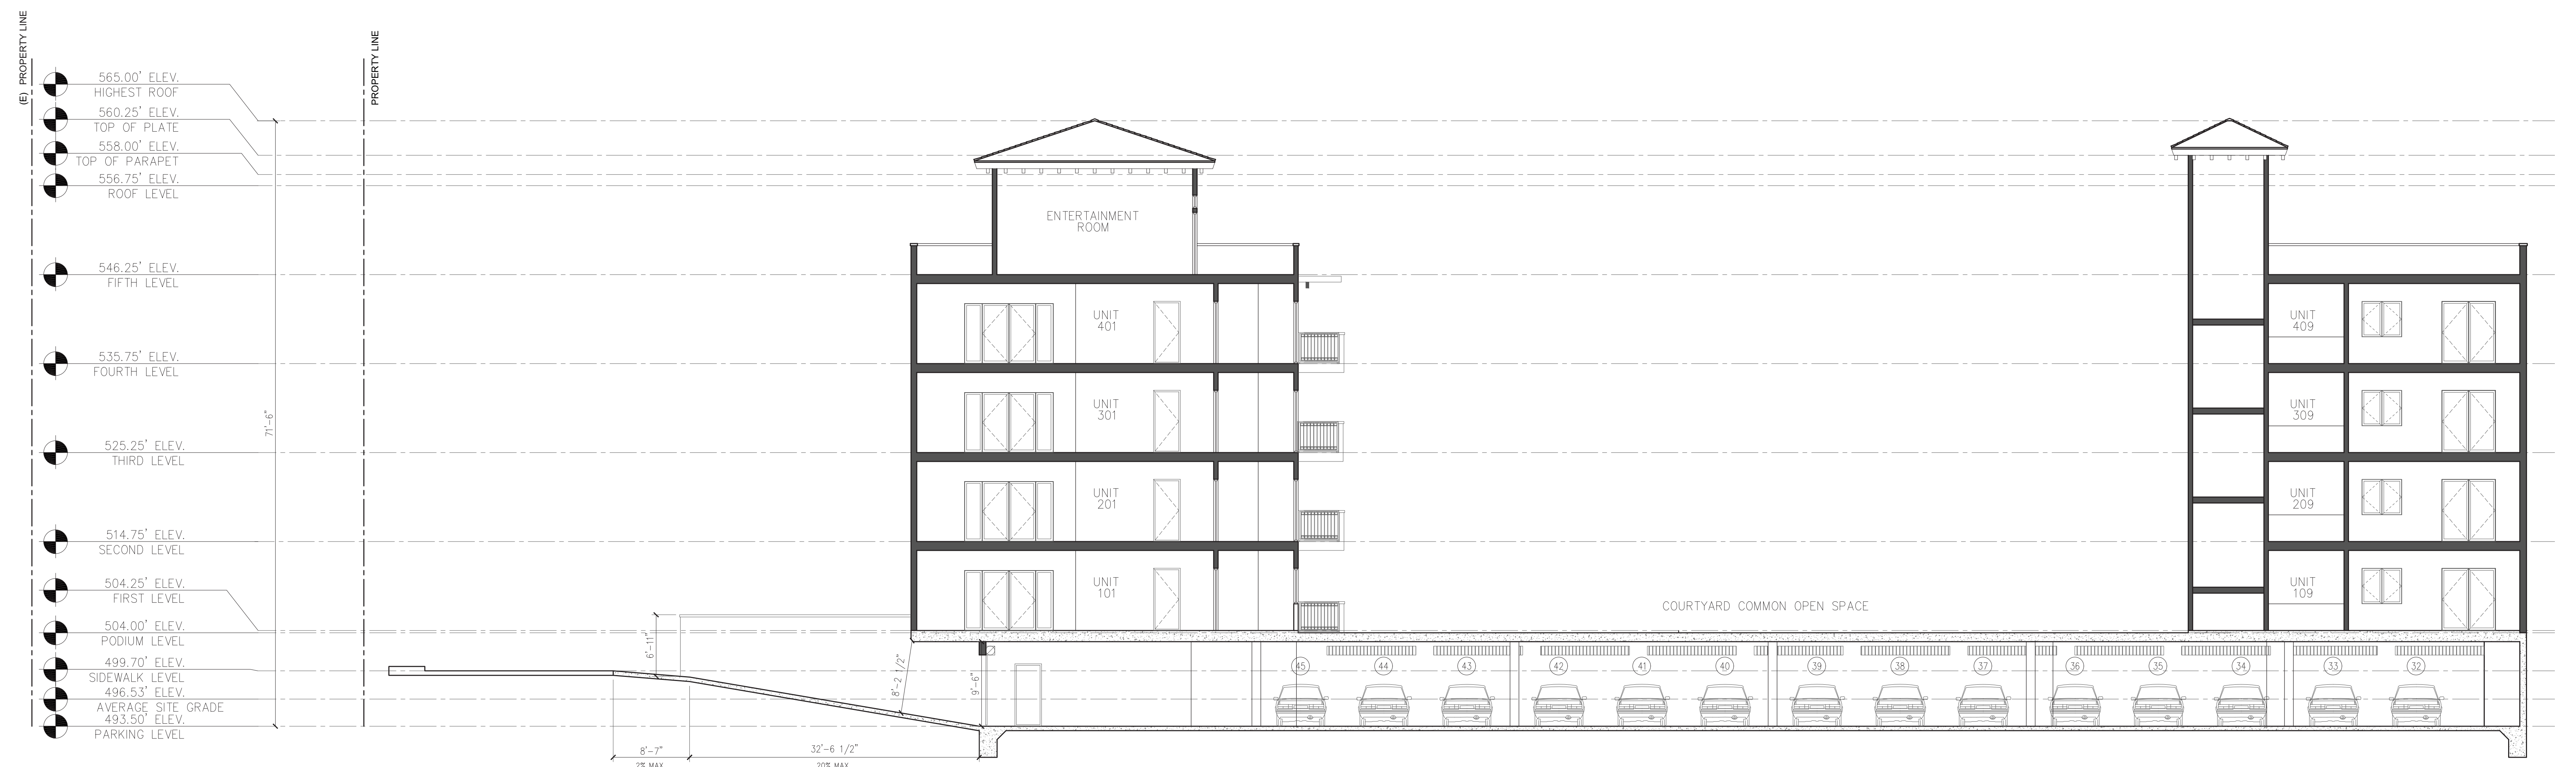 (E) PROPERTY LINE
PROPERTY LINE
565.00' ELEV.
HIGHEST ROOF
560.25' ELEV.
TOP OF PLATE
558.00' ELEV.
TOP OF PARAPET
556.75' ELEV.
ROOF LEVEL
546.25' ELEV.
FIFTH LEVEL
535.75' ELEV.
FOURTH LEVEL
525.25' ELEV.
THIRD LEVEL
514.75' ELEV.
SECOND LEVEL
504.25' ELEV.
FIRST LEVEL
504.00' ELEV.
PODIUM LEVEL
499.70' ELEV.
SIDEWALK LEVEL
496.53' ELEV.
AVERAGE SITE GRADE
493.50' ELEV.
PARKING LEVEL
71'-6"
ENTERTAINMENT
ROOM
UNIT
401
UNIT
301
UNIT
201
UNIT
101
UNIT
409
UNIT
309
UNIT
209
UNIT
109
COURTYARD COMMON OPEN SPACE
6'-11"
8'-2 1/2"
9'-6"
45 44 43 42 41 40 39 38 37 36 35 34 33 32
8'-7"
2% MAX
32'-6 1/2"
20% MAX